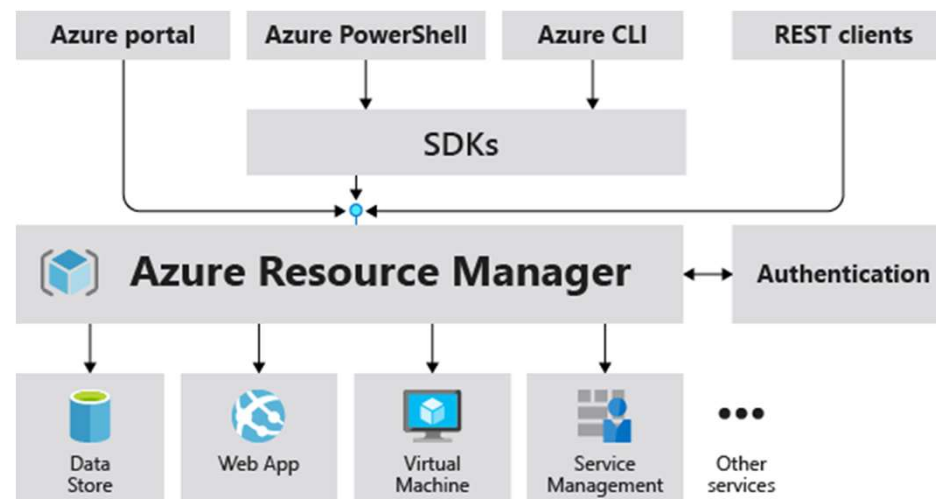 Azure portal
Azure PowerShell
Azure CLI
REST clients
SDKs
Azure Resource Manager
Authentication
Data
Store
Web App
Virtual
Machine
Service
Management
Other
services